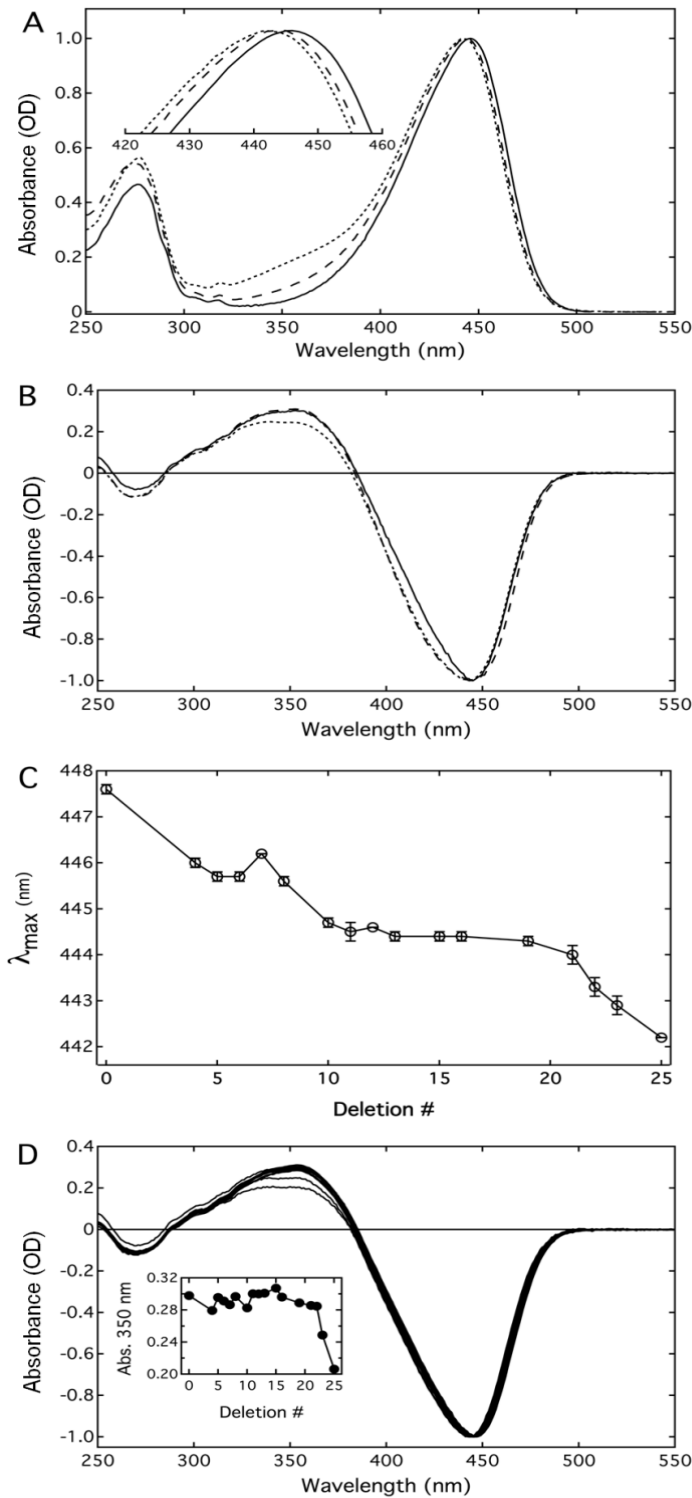 A
Absorbance (OD)
1.0
0.8
0.6
0.4
0.2
0
420 430 440 450 460
250 300 350 400 450 500 550
Wavelength (nm)
B
Absorbance (OD)
0.4
0.2
0
-0.2
-0.4
-0.6
-0.8
-1.0
250 300 350 400 450 500 550
Wavelength (nm)
C
λmax (nm)
448
447
446
445
444
443
442
0 5 10 15 20 25
Deletion #
D
Absorbance (OD)
0.4
0.2
0
-0.2
-0.4
-0.6
-0.8
-1.0
Abs. 350 nm
0.32
0.28
0.24
0.20
0 5 10 15 20 25
Deletion #
250 300 350 400 450 500 550
Wavelength (nm)